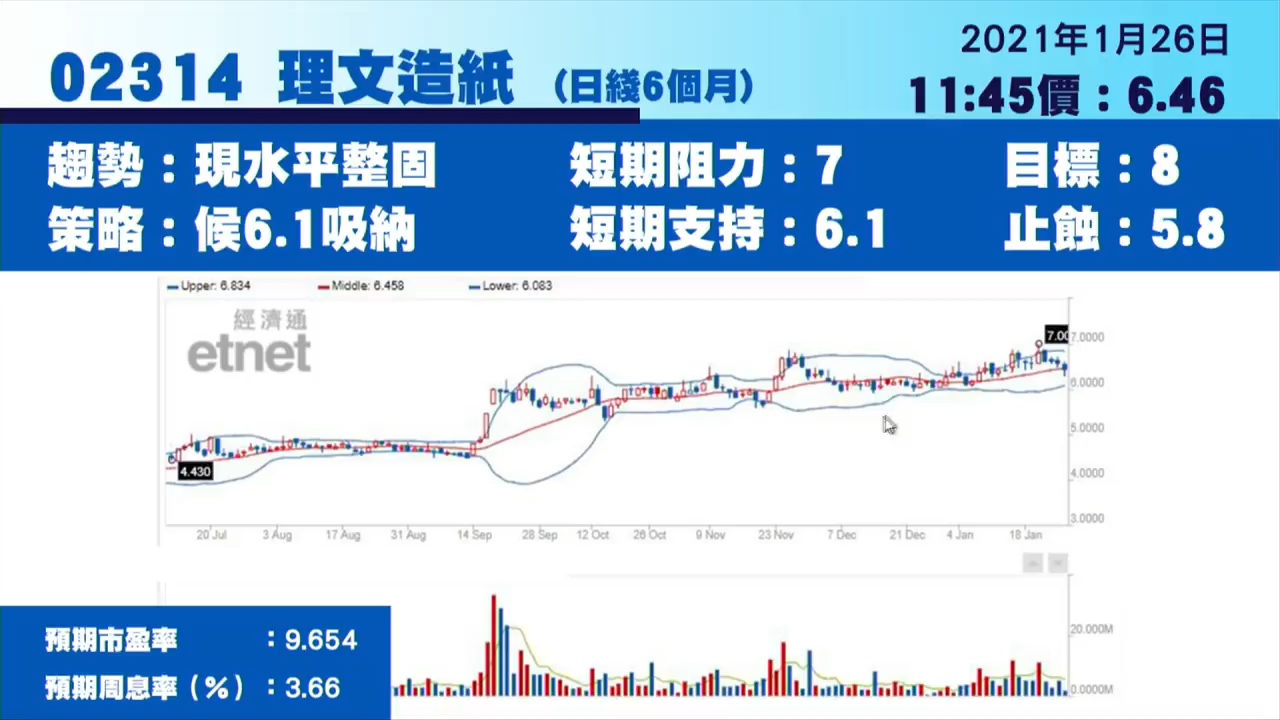 02314 理文造紙 (日綫6個月)
2021年1月26日
11:45價：6.46
趨勢：現水平整固
短期阻力：7
目標：8
策略：候6.1吸納
短期支持：6.1
止蝕：5.8
Upper: 6.834 Middle: 6.458 Lower: 6.083
經濟通
etnet
7.00
7.0000
6.0000
5.0000
4.430
4.0000
3.0000
20 Jul 3 Aug 17 Aug 31 Aug 14 Sep 28 Sep 12 Oct 26 Oct 9 Nov 23 Nov 7 Dec 21 Dec 4 Jan 18 Jan
20.000M
0.0000M
預期市盈率：9.654
預期周息率（%）：3.66